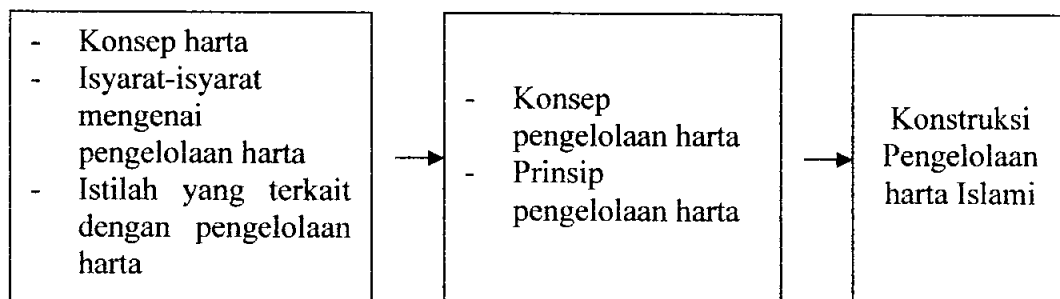 - Konsep harta
- Isyarat-isyarat
mengenai
pengelolaan harta
- Istilah yang terkait
dengan pengelolaan
harta
- Konsep
pengelolaan harta
- Prinsip
pengelolaan harta
Konstruksi
Pengelolaan
harta Islami